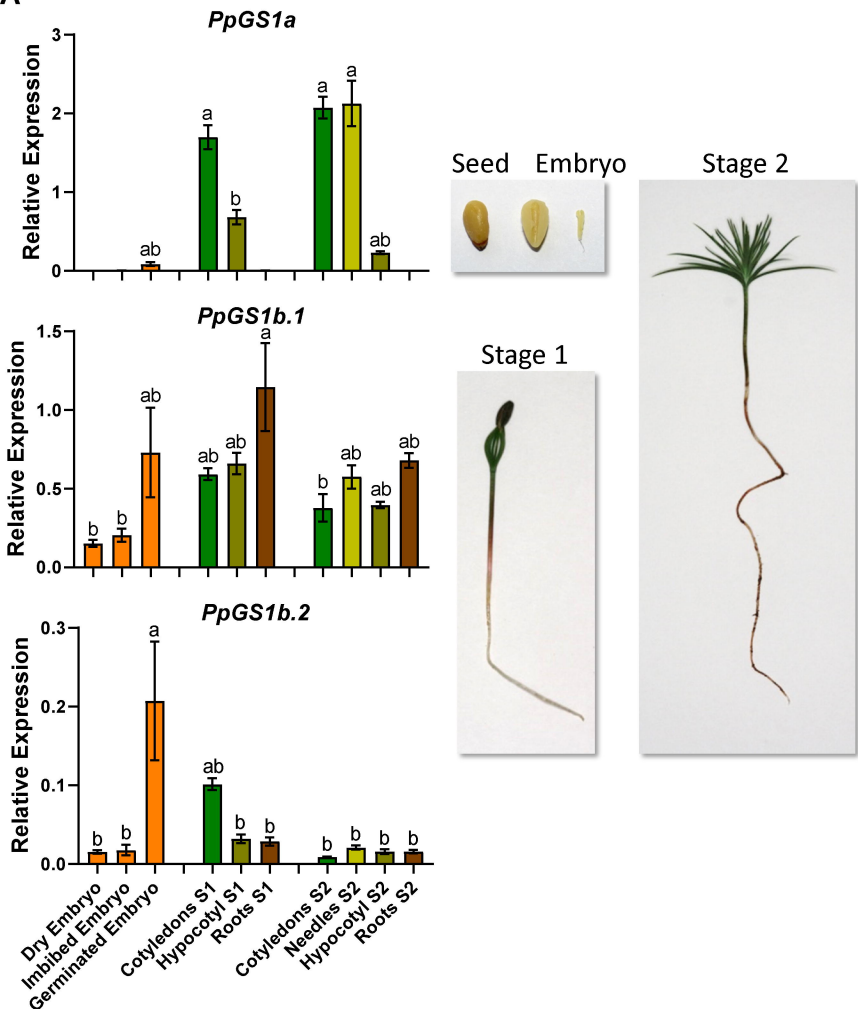 A
PpGS1a
Relative Expression
3
2
1
0
ab
a
b
a
a
ab
PpGS1b.1
Relative Expression
1.5
1.0
0.5
0.0
b
b
ab
ab
ab
a
b
ab
ab
ab
PpGS1b.2
Relative Expression
0.3
0.2
0.1
0.0
b
b
a
ab
b
b
b
b
b
b
Dry Embryo
Imbibed Embryo
Germinated Embryo
Cotyledons S1
Hypocotyl S1
Roots S1
Cotyledons S2
Needles S2
Hypocotyl S2
Roots S2
Seed
Embryo
Stage 1
Stage 2